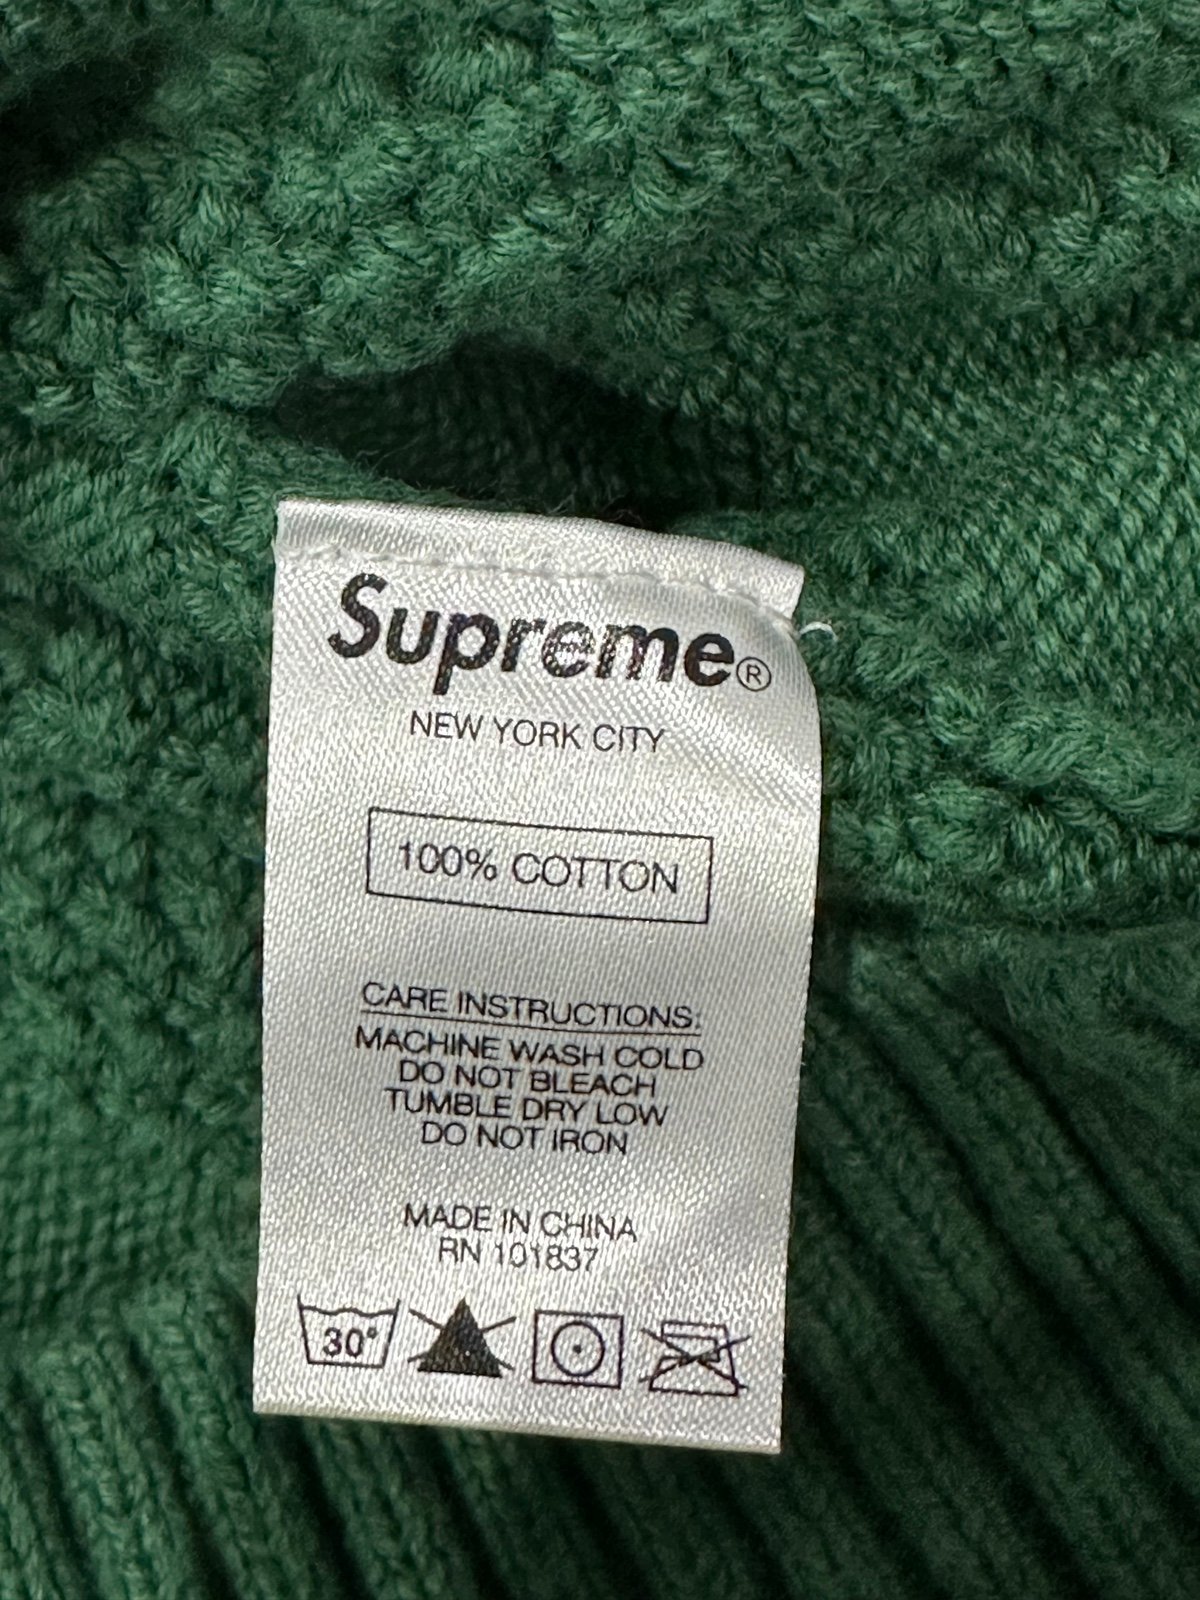 Supreme®
NEW YORK CITY
100% COTTON
CARE INSTRUCTIONS:
MACHINE WASH COLD
DO NOT BLEACH
TUMBLE DRY LOW
DO NOT IRON
MADE IN CHINA
RN 101837
30°